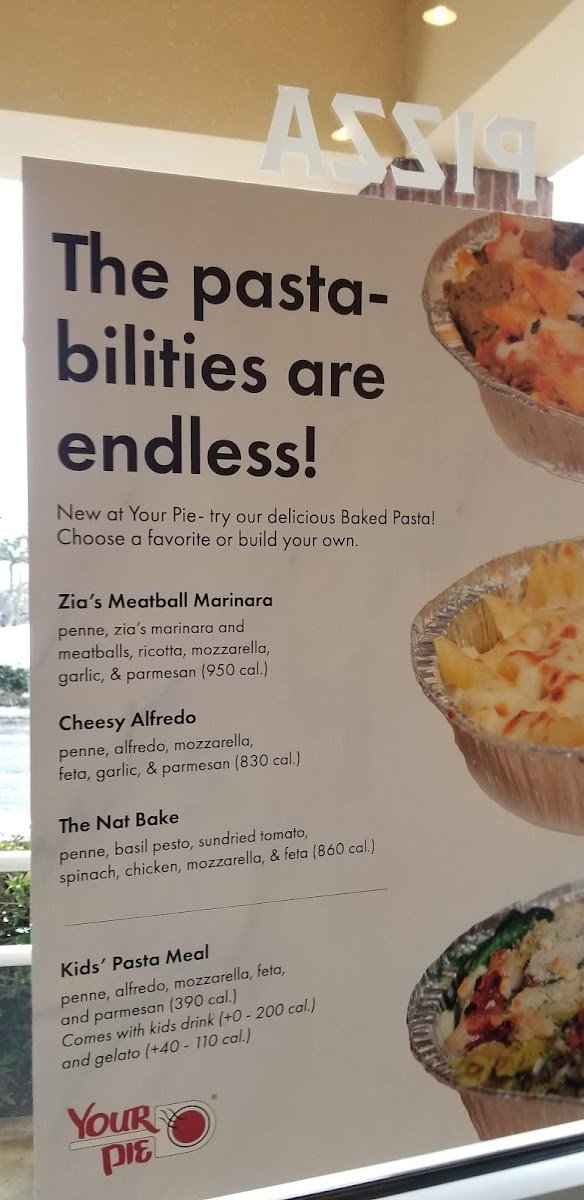 PIZZA
The pasta-
bilities are
endless!
New at Your Pie- try our delicious Baked Pasta!
Choose a favorite or build your own.
Zia's Meatball Marinara
penne, zia's marinara and
meatballs, ricotta, mozzarella,
garlic, & parmesan (950 cal.)
Cheesy Alfredo
penne, alfredo, mozzarella,
feta, garlic, & parmesan (830 cal.)
The Nat Bake
penne, basil pesto, sundried tomato,
spinach, chicken, mozzarella, & feta (860 cal.)
Kids' Pasta Meal
penne, alfredo, mozzarella, feta,
and parmesan (390 cal.)
Comes with kids drink (+0 - 200 cal.)
and gelato (+40 - 110 cal.)
YOUR
PIE ®